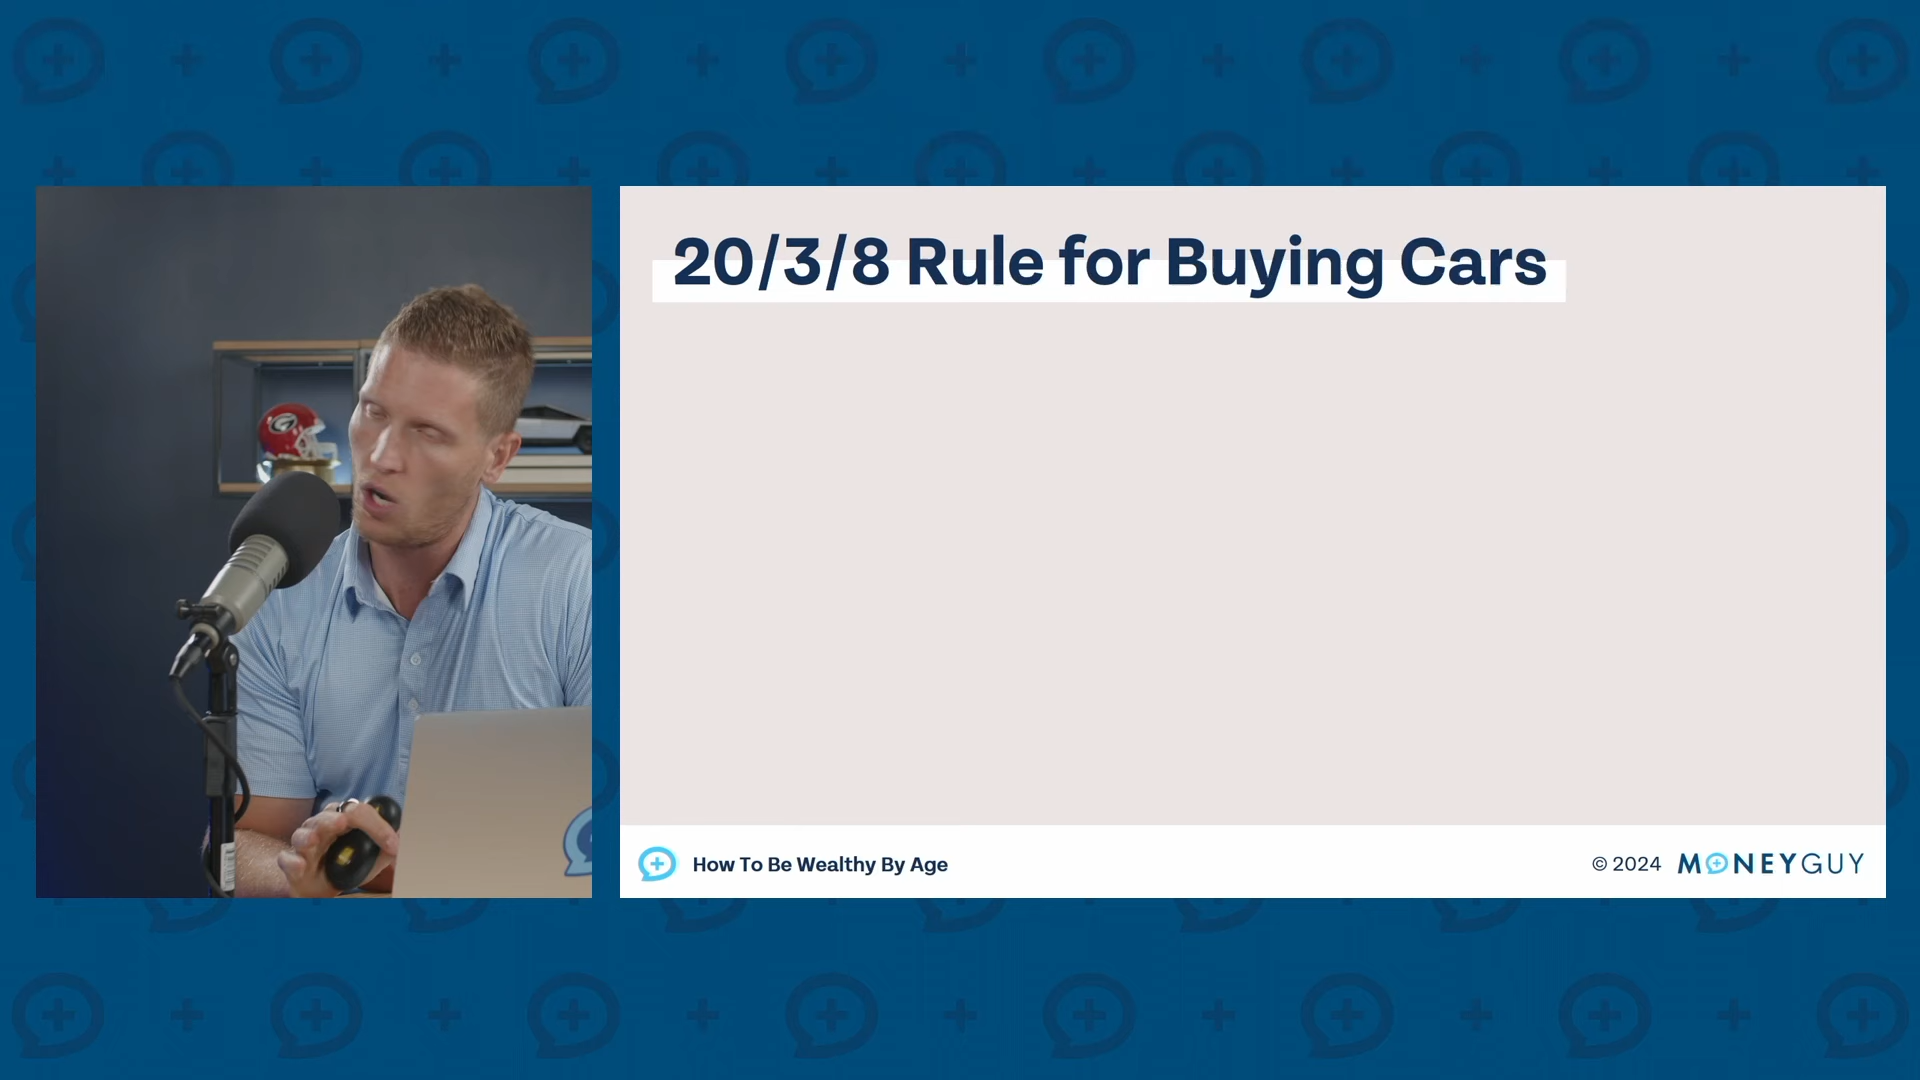 20/3/8 Rule for Buying Cars
How To Be Wealthy By Age
© 2024 MONEYGUY